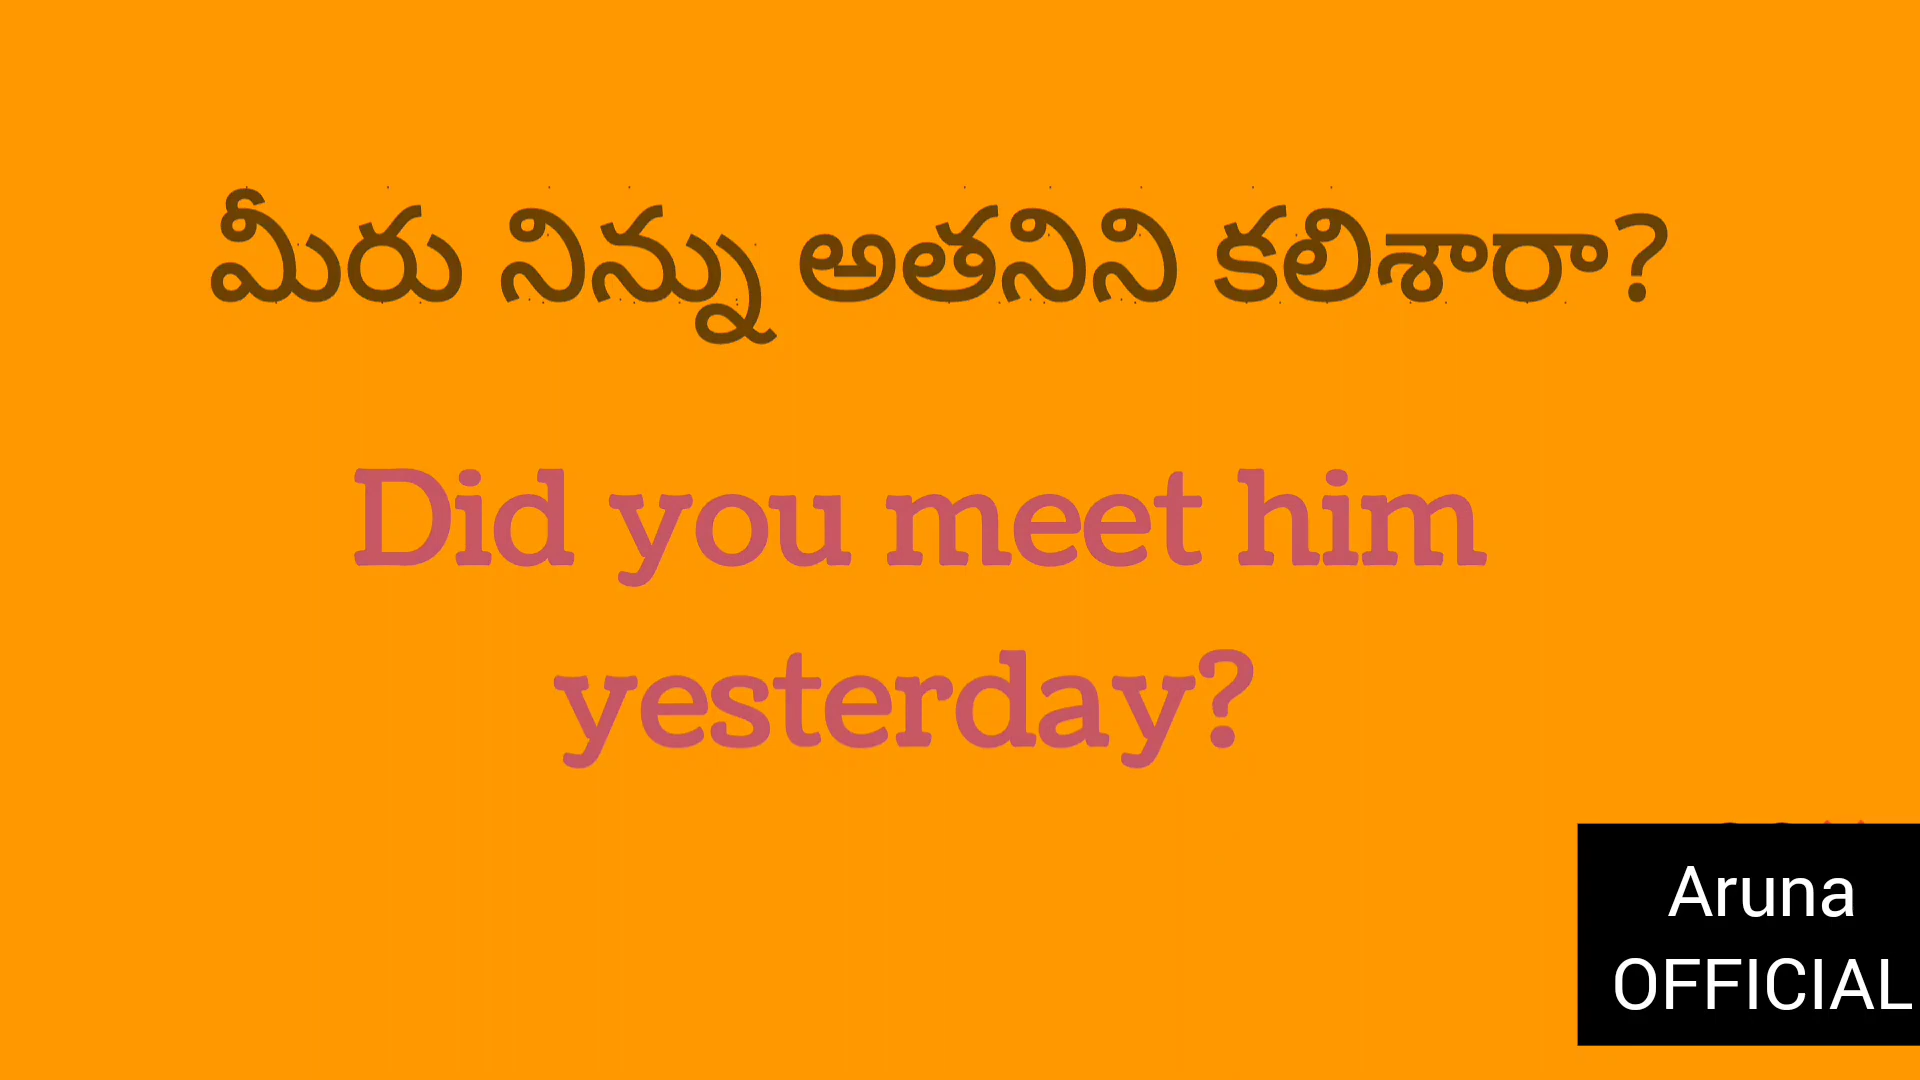 మీరు నిన్ను అతనిని కలిశారా?
Did you meet him
yesterday?
Aruna
OFFICIAL